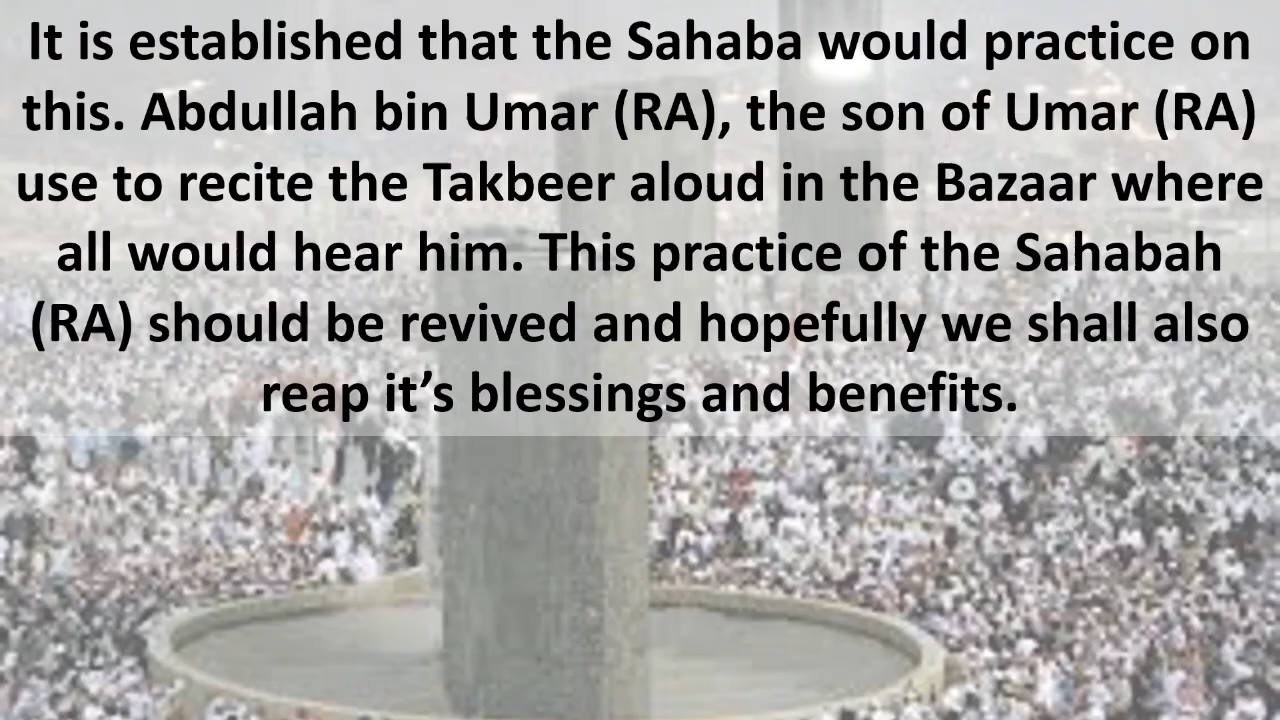 It is established that the Sahaba would practice on
this. Abdullah bin Umar (RA), the son of Umar (RA)
use to recite the Takbeer aloud in the Bazaar where
all would hear him. This practice of the Sahabah
(RA) should be revived and hopefully we shall also
reap it’s blessings and benefits.